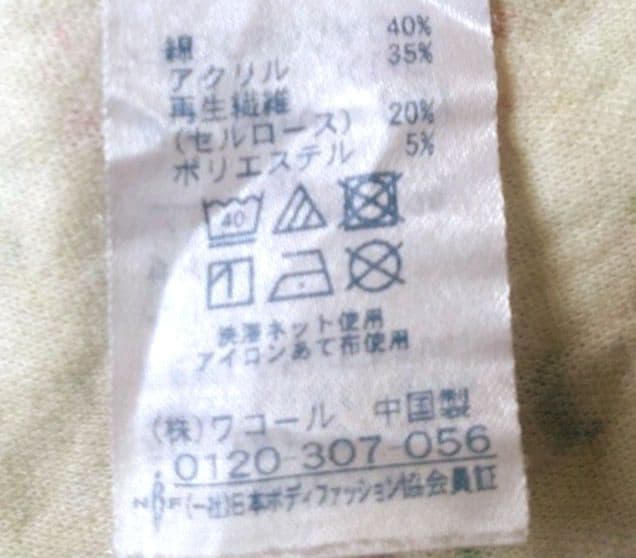 綿 40%
アクリル 35%
再生繊維
(セルロース) 20%
ポリエステル 5%
40
洗濯ネット使用
アイロンあて布使用
(株)ワコール 中国製
0120-307-056
NBF (一社)日本ボディファッション協会会員証